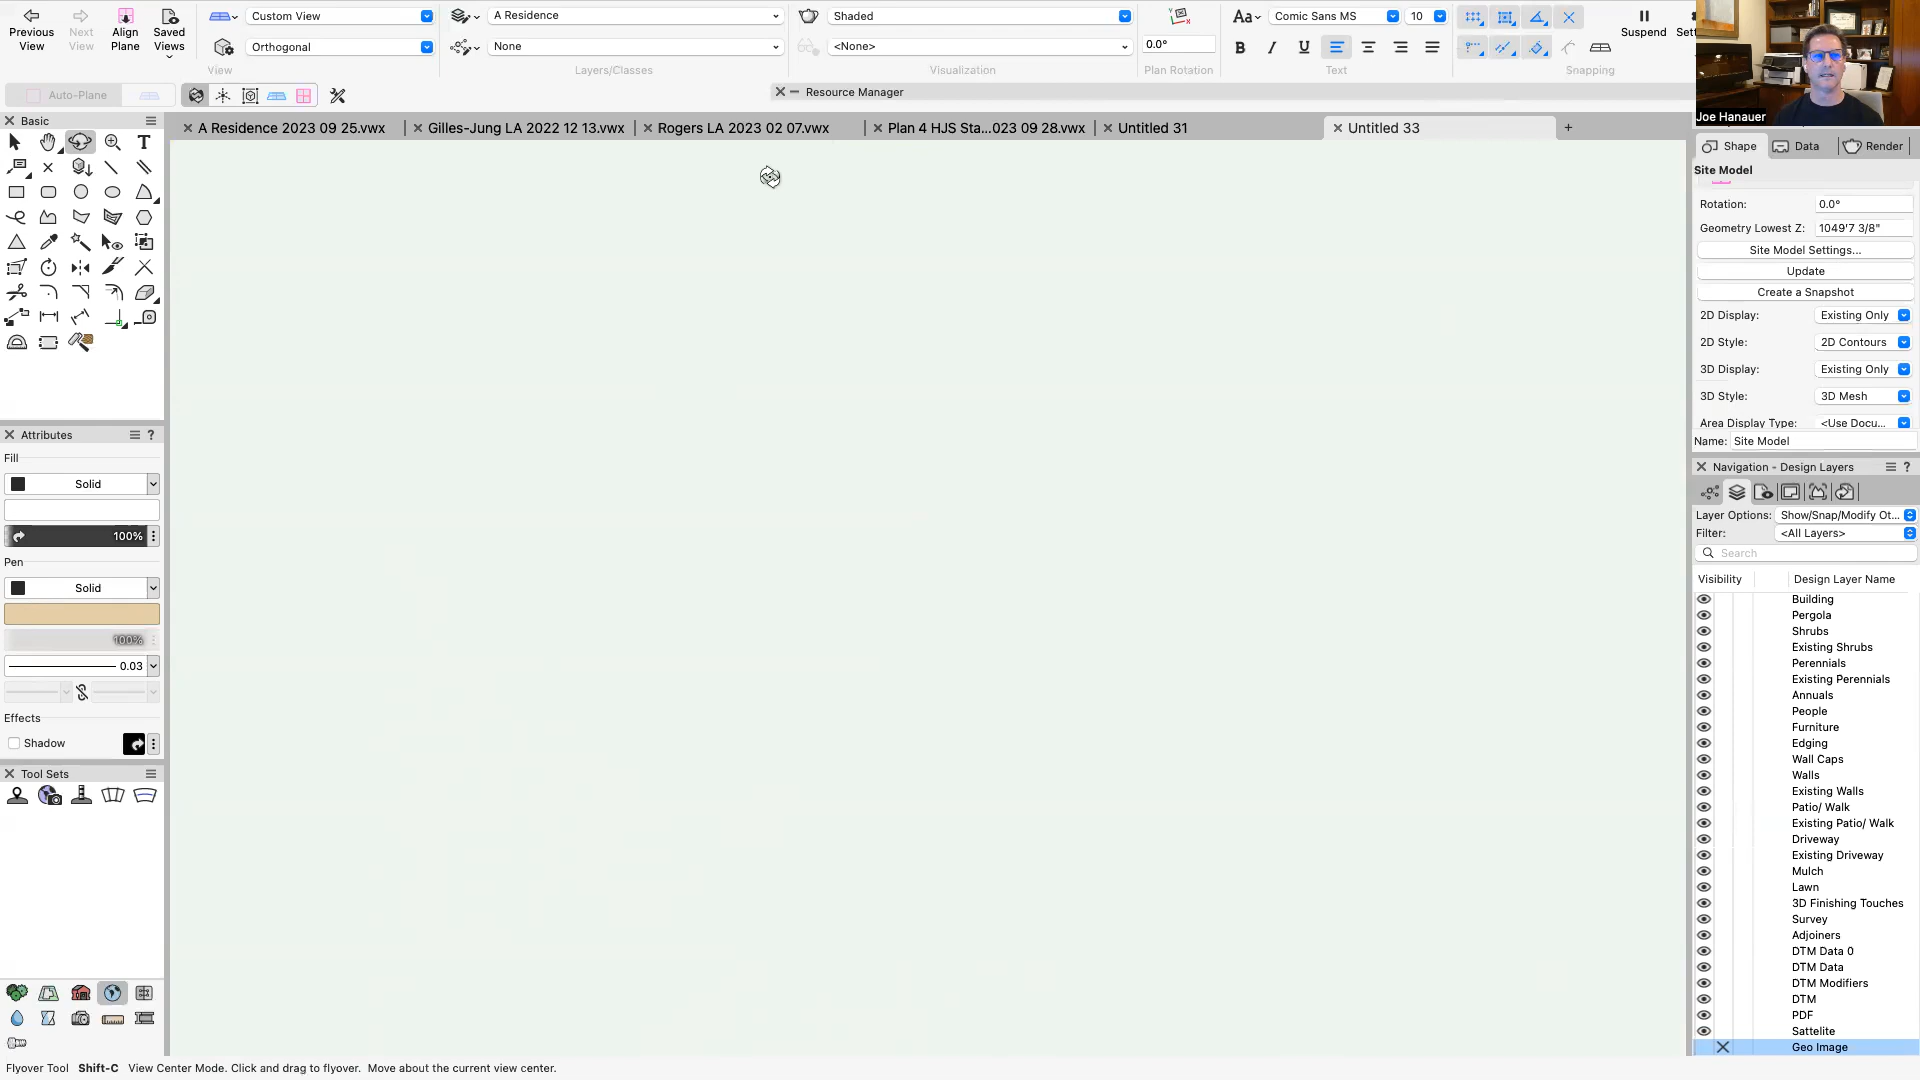 Previous View
Next View
Align Plane
Saved Views
Custom View
Orthogonal
View
A Residence
None
Layers/Classes
Shaded
<None>
Visualization
0.0°
Plan Rotation
Aa
Comic Sans MS
10
B I U
Text
Suspend
Snapping
Joe Hanauer
Auto-Plane
Resource Manager
Basic
A Residence 2023 09 25.vwx
Gilles-Jung LA 2022 12 13.vwx
Rogers LA 2023 02 07.vwx
Plan 4 HJS Sta...023 09 28.vwx
Untitled 31
Untitled 33
T
Attributes
?
Fill
Solid
100%
Pen
Solid
100%
0.03
Effects
Shadow
Tool Sets
Shape
Data
Render
Site Model
Rotation: 0.0°
Geometry Lowest Z: 1049'7 3/8"
Site Model Settings...
Update
Create a Snapshot
2D Display: Existing Only
2D Style: 2D Contours
3D Display: Existing Only
3D Style: 3D Mesh
Area Display Type: <Use Docu...
Name: Site Model
Navigation - Design Layers
?
Layer Options: Show/Snap/Modify Ot...
Filter: <All Layers>
Search
Visibility Design Layer Name
Building
Pergola
Shrubs
Existing Shrubs
Perennials
Existing Perennials
Annuals
People
Furniture
Edging
Wall Caps
Walls
Existing Walls
Patio/ Walk
Existing Patio/ Walk
Driveway
Existing Driveway
Mulch
Lawn
3D Finishing Touches
Survey
Adjoiners
DTM Data 0
DTM Data
DTM Modifiers
DTM
PDF
Sattelite
Geo Image
Flyover Tool Shift-C View Center Mode. Click and drag to flyover. Move about the current view center.